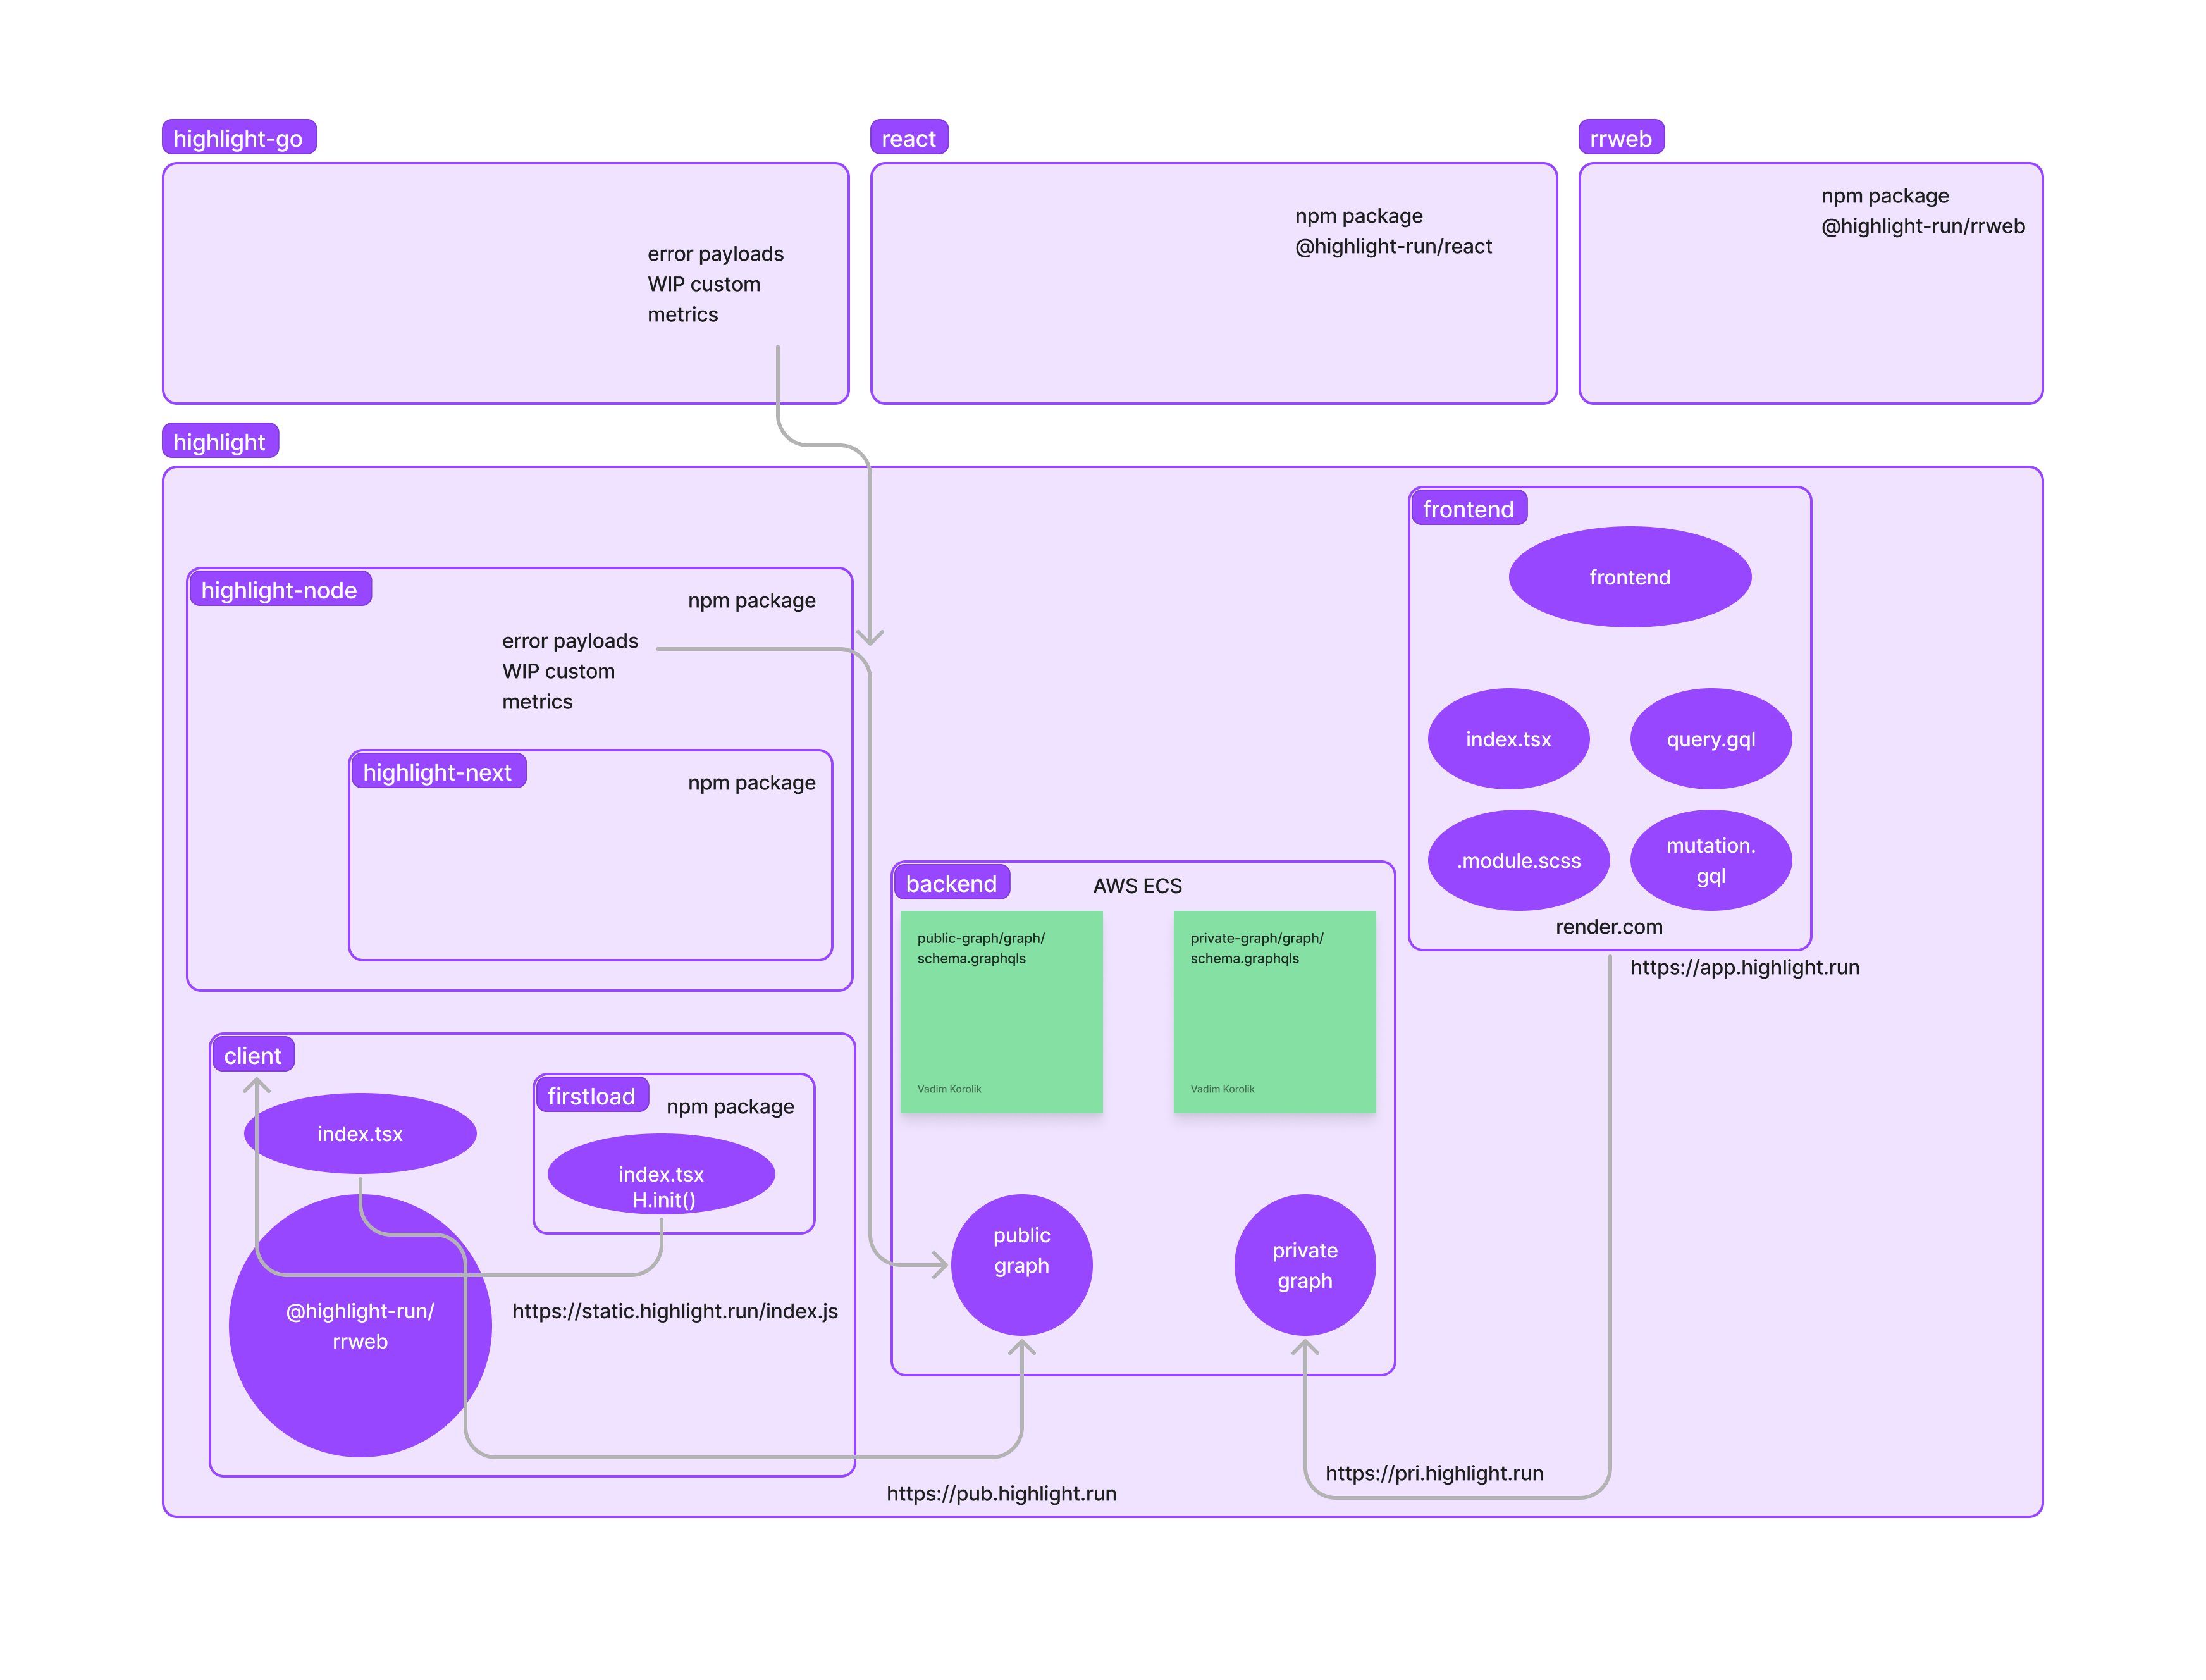 highlight-go
error payloads
WIP custom
metrics
react
npm package
@highlight-run/react
rrweb
npm package
@highlight-run/rrweb
highlight
highlight-node
npm package
error payloads
WIP custom
metrics
highlight-next
npm package
frontend
frontend
index.tsx
query.gql
.module.scss
mutation.
gql
render.com
https://app.highlight.run
backend
AWS ECS
public-graph/graph/
schema.graphqls
Vadim Korolik
private-graph/graph/
schema.graphqls
Vadim Korolik
public
graph
private
graph
client
index.tsx
firstload
npm package
index.tsx
H.init()
@highlight-run/
rrweb
https://static.highlight.run/index.js
https://pub.highlight.run
https://pri.highlight.run